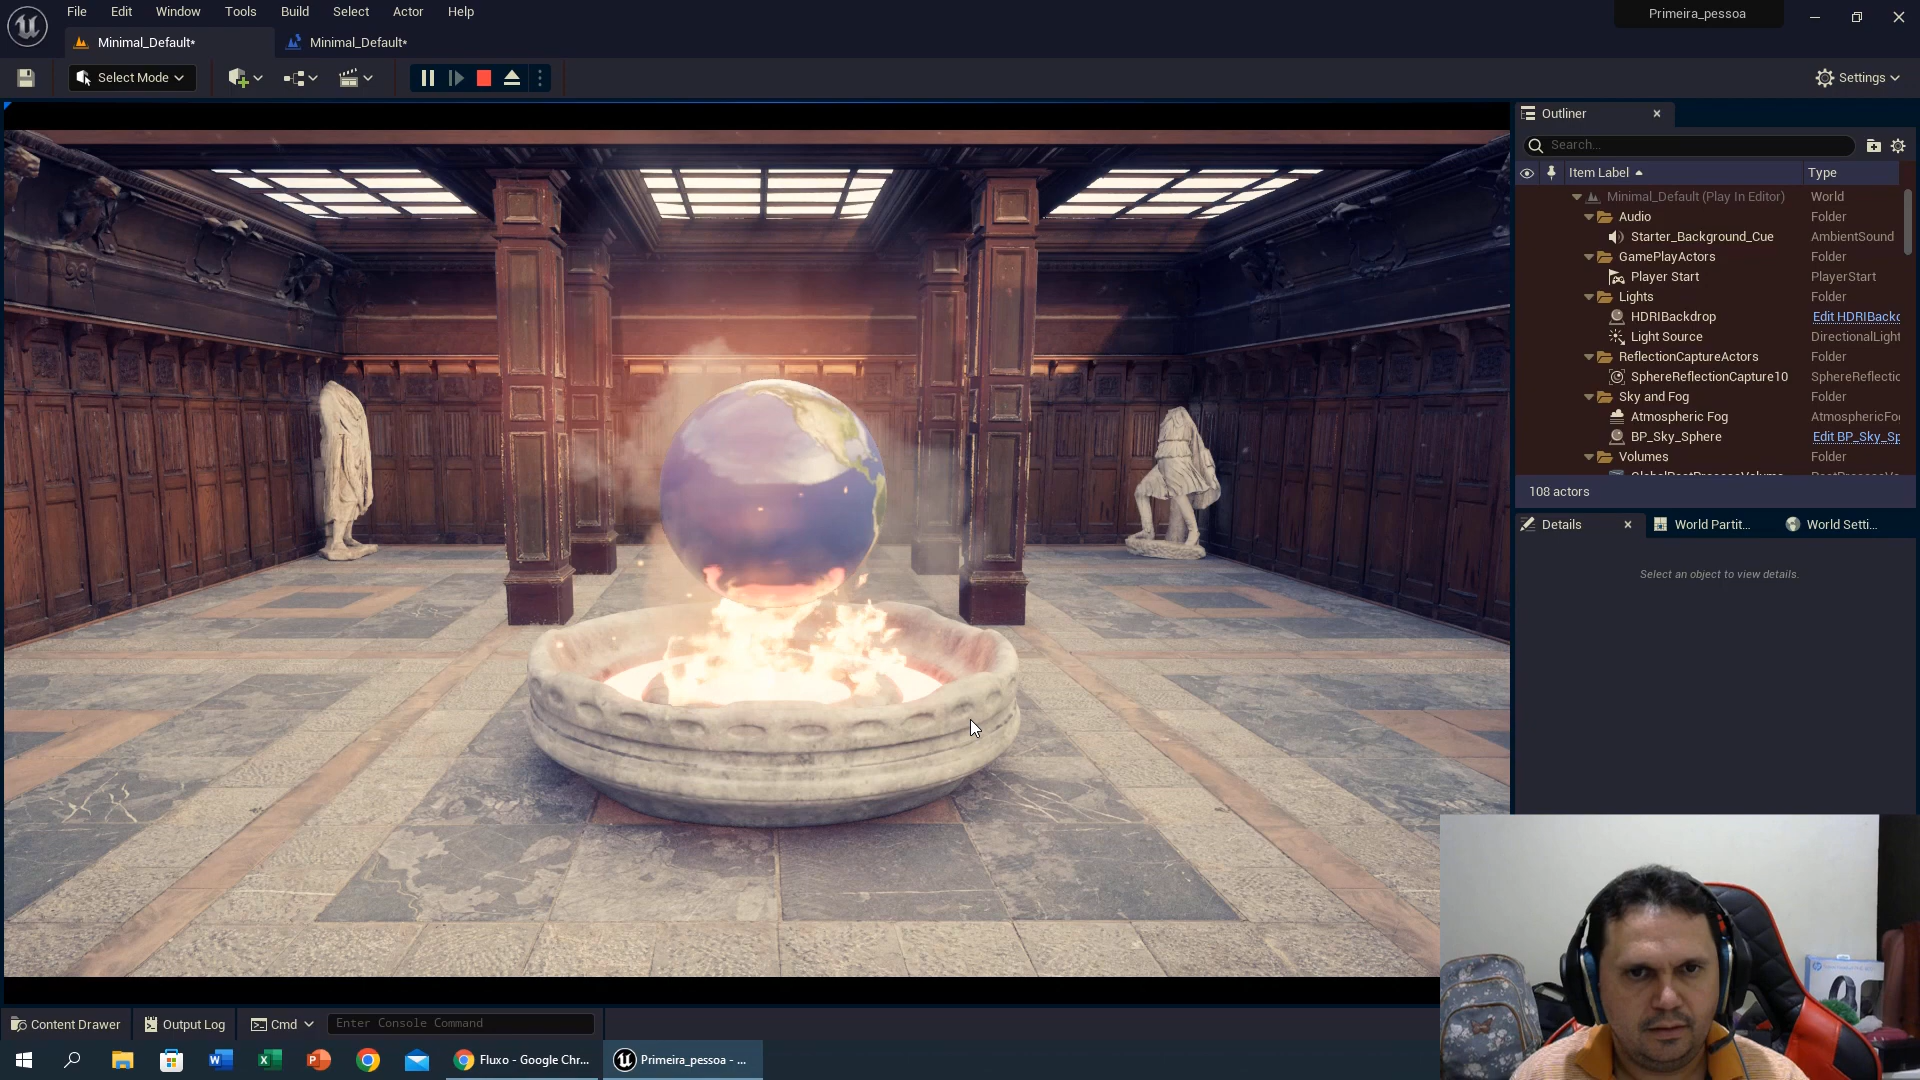 File Edit Window Tools Build Select Actor Help
Primeira_pessoa
Minimal_Default*
Minimal_Default*
Select Mode
Settings
Outliner
Search...
Item Label Type
Minimal_Default (Play In Editor) World
Audio Folder
Starter_Background_Cue AmbientSound
GamePlayActors Folder
Player Start PlayerStart
Lights Folder
HDRIBackdrop Edit HDRIBackd
Light Source DirectionalLight
ReflectionCaptureActors Folder
SphereReflectionCapture10 SphereReflectic
Sky and Fog Folder
Atmospheric Fog AtmosphericFo
BP_Sky_Sphere Edit BP_Sky_Sp
Volumes Folder
108 actors
Details
World Partit...
World Setti...
Select an object to view details.
Content Drawer
Output Log
Cmd
Enter Console Command
Fluxo - Google Chr...
Primeira_pessoa - ...